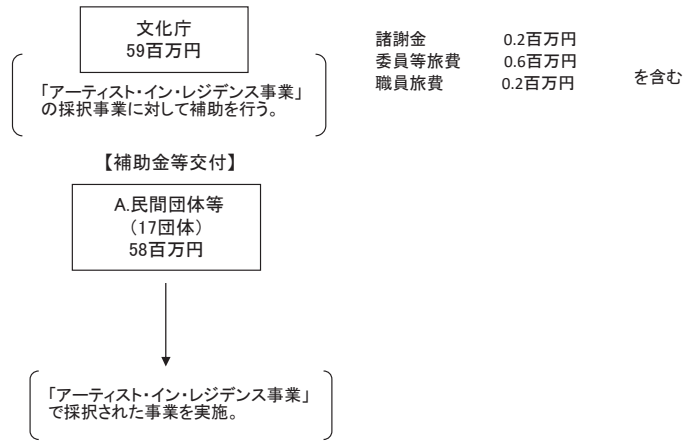 文化庁
59百万円
諸謝金 0.2百万円
委員等旅費 0.6百万円
職員旅費 0.2百万円
を含む
「アーティスト・イン・レジデンス事業」
の採択事業に対して補助を行う。
【補助金等交付】
A.民間団体等
（17団体）
58百万円
「アーティスト・イン・レジデンス事業」
で採択された事業を実施。